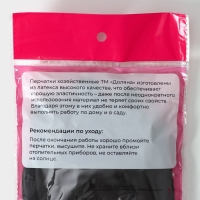 Перчатки хозяйственные ТМ «Доляна» изготовлены
из латекса высокого качества, что обеспечивает
хорошую эластичность - даже после неоднократного
использования материал не теряет своих свойств.
Благодаря этому в них удобно и комфортно
выполнять работу по дому и в саду.
Рекомендации по уходу:
После окончания работы хорошо промойте
перчатки, высушите. Не храните вблизи
отопительных приборов, не оставляйте
на солнце.